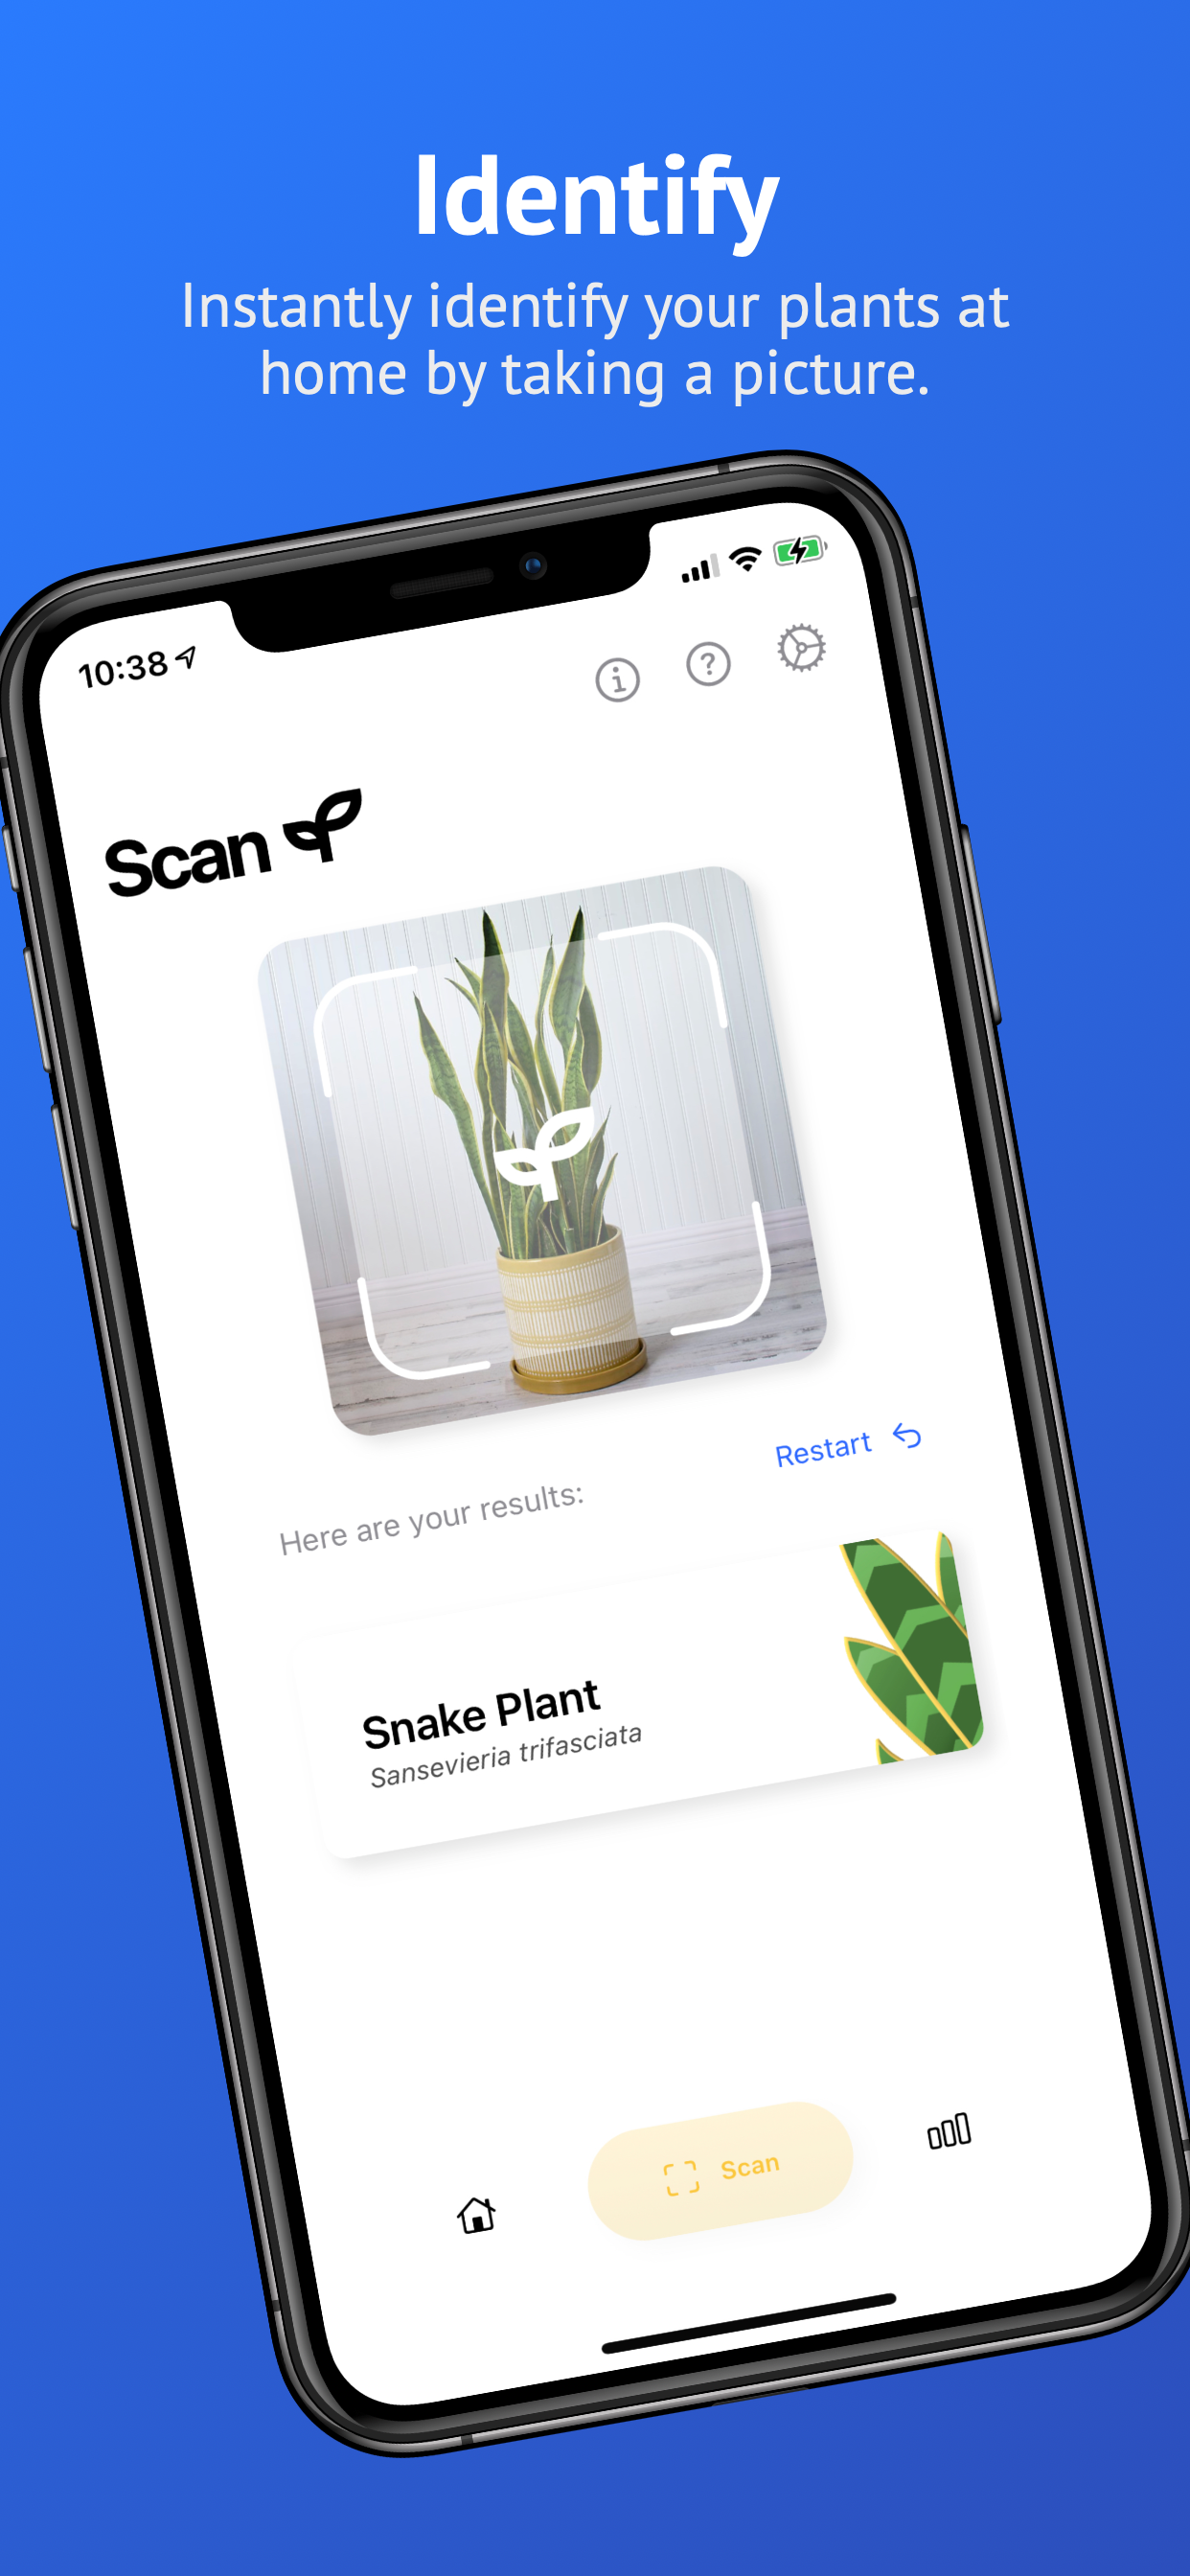 Identify
Instantly identify your plants at
home by taking a picture.
10:38
Scan
Restart
Here are your results:
Snake Plant
Sansevieria trifasciata
Scan